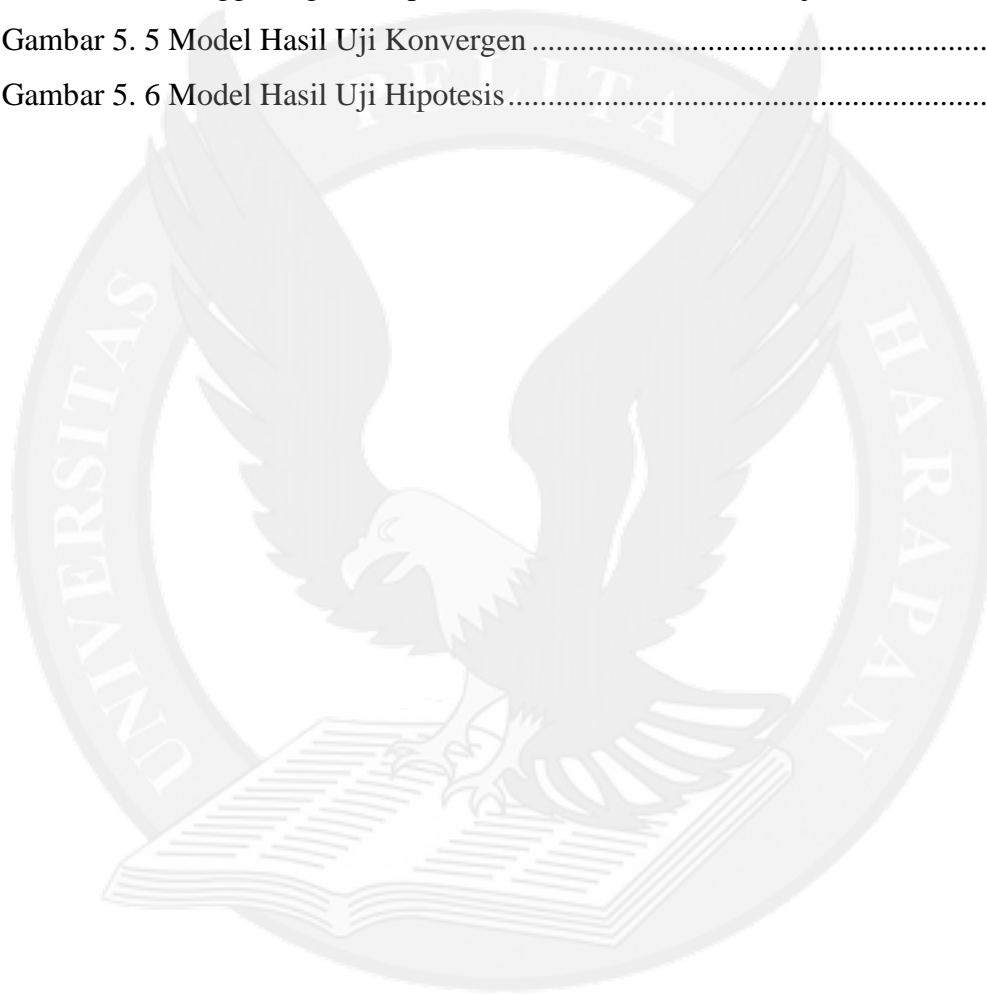 Gambar 5. 5 Model Hasil Uji Konvergen ..........................................................
Gambar 5. 6 Model Hasil Uji Hipotesis.............................................................
UNIVERSITAS PELITA HARAPAN